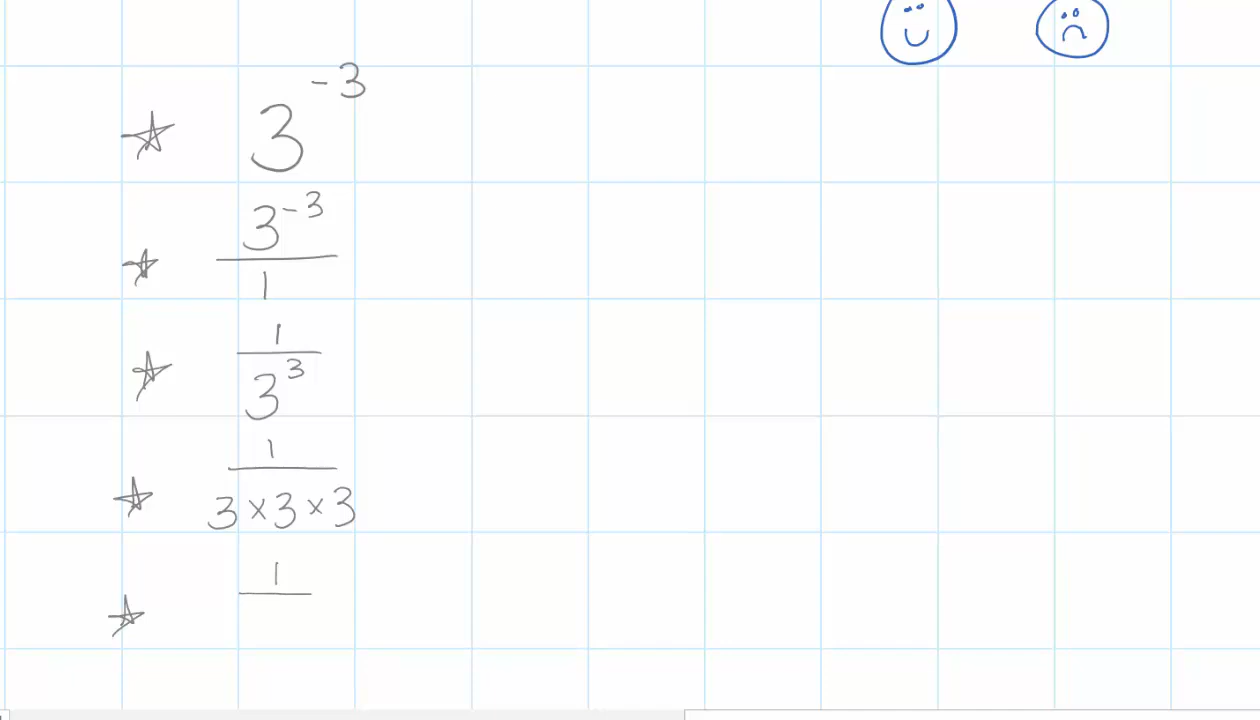 ★ 3^-3
★ 3^-3 / 1
★ 1 / 3^3
★ 1 / 3 × 3 × 3
★ 1 /